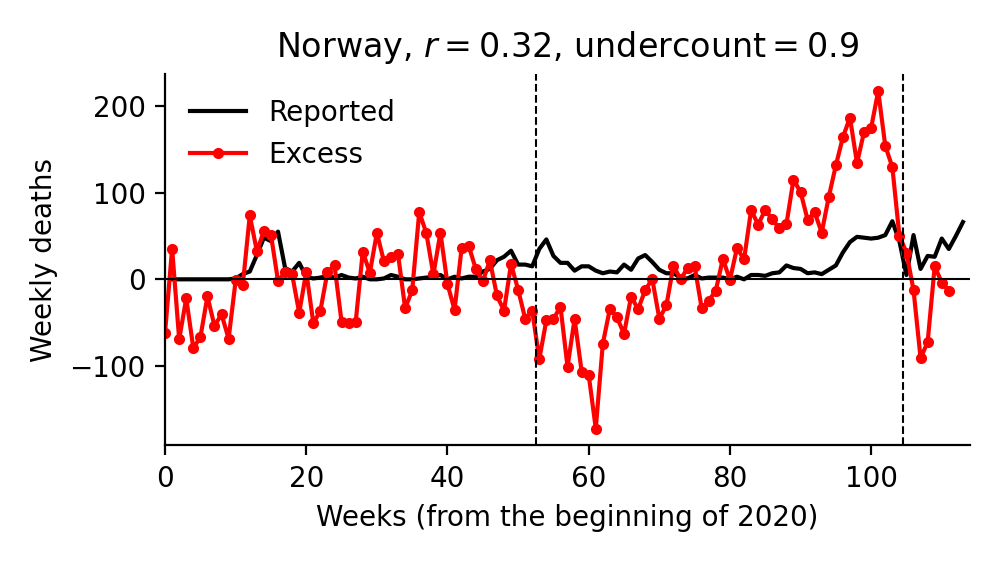 Norway, r = 0.32, undercount = 0.9
Reported
Excess
Weekly deaths
200
100
0
−100
0 20 40 60 80 100
Weeks (from the beginning of 2020)